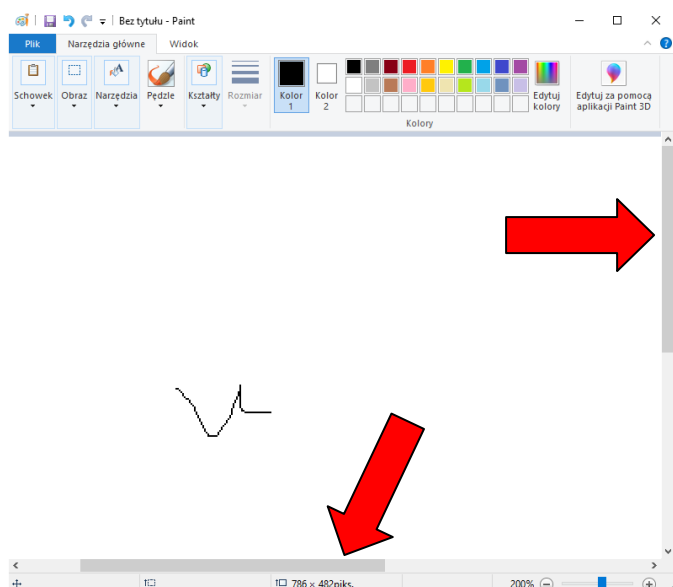 Bez tytułu - Paint
Plik Narzędzia główne Widok
Schowek Obraz Narzędzia Pędzle Kształty Rozmiar Kolor 1 Kolor 2 Edytuj kolory Edytuj za pomocą aplikacji Paint 3D
Kolory
786 × 482piks. 200%